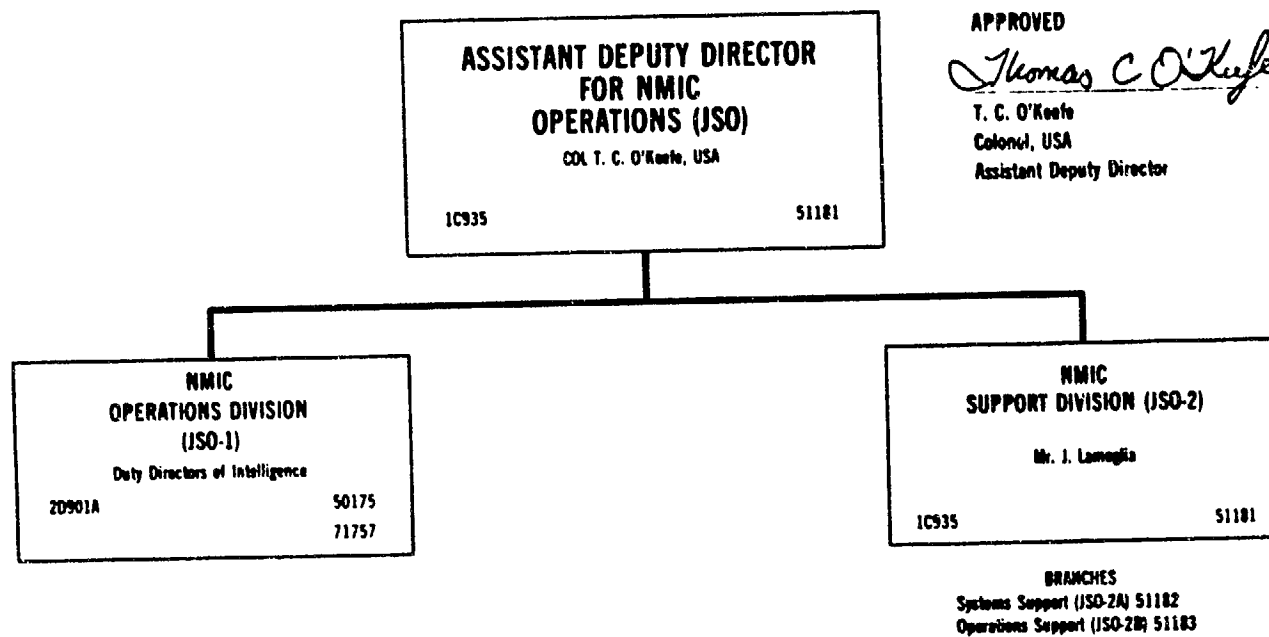 ASSISTANT DEPUTY DIRECTOR
FOR NMIC
OPERATIONS (JSO)
COL T. C. O'Keefe, USA
1C935 51181
APPROVED
Thomas C O'Keefe
T. C. O'Keefe
Colonel, USA
Assistant Deputy Director
NMIC
OPERATIONS DIVISION
(JSO-1)
Duty Directors of Intelligence
2D901A 50175
71757
NMIC
SUPPORT DIVISION (JSO-2)
Mr. J. Lamoglia
1C935 51181
BRANCHES
Systems Support (JSO-2A) 51182
Operations Support (JSO-2B) 51183